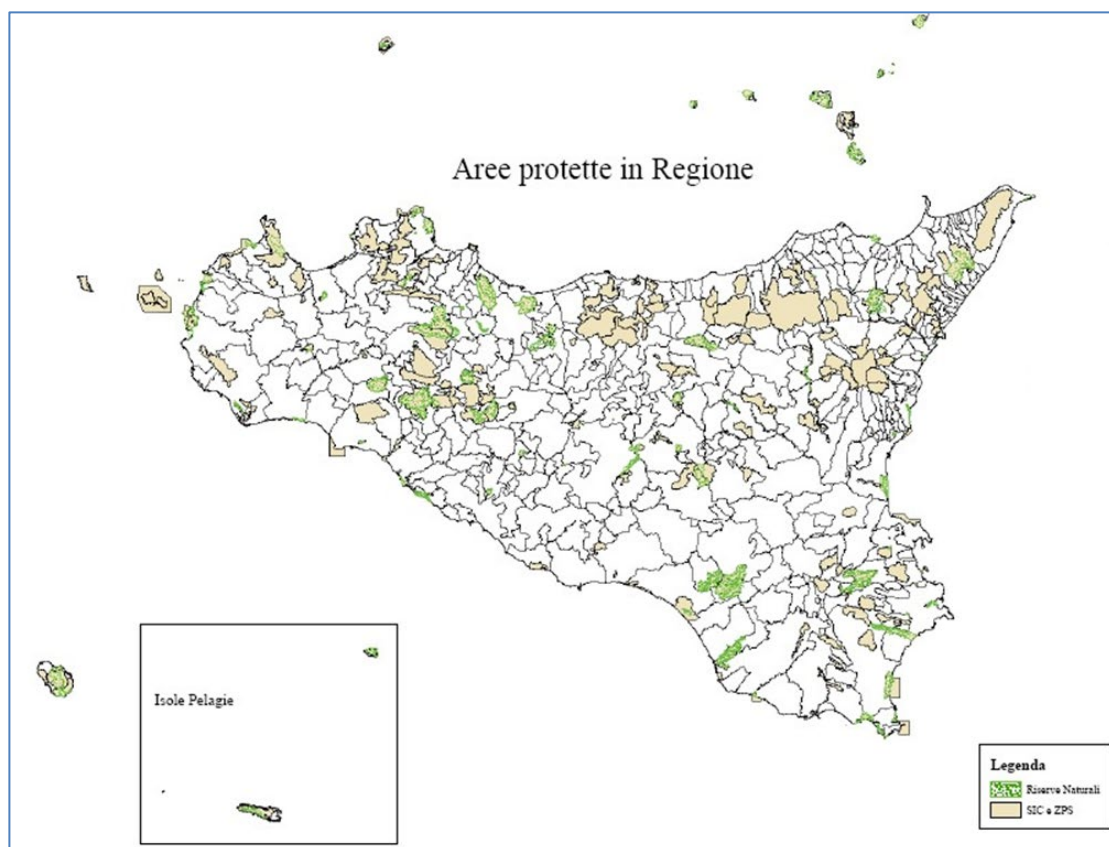 Aree protette in Regione
Isole Pelagie
Legenda
Riserve Naturali
SIC e ZPS